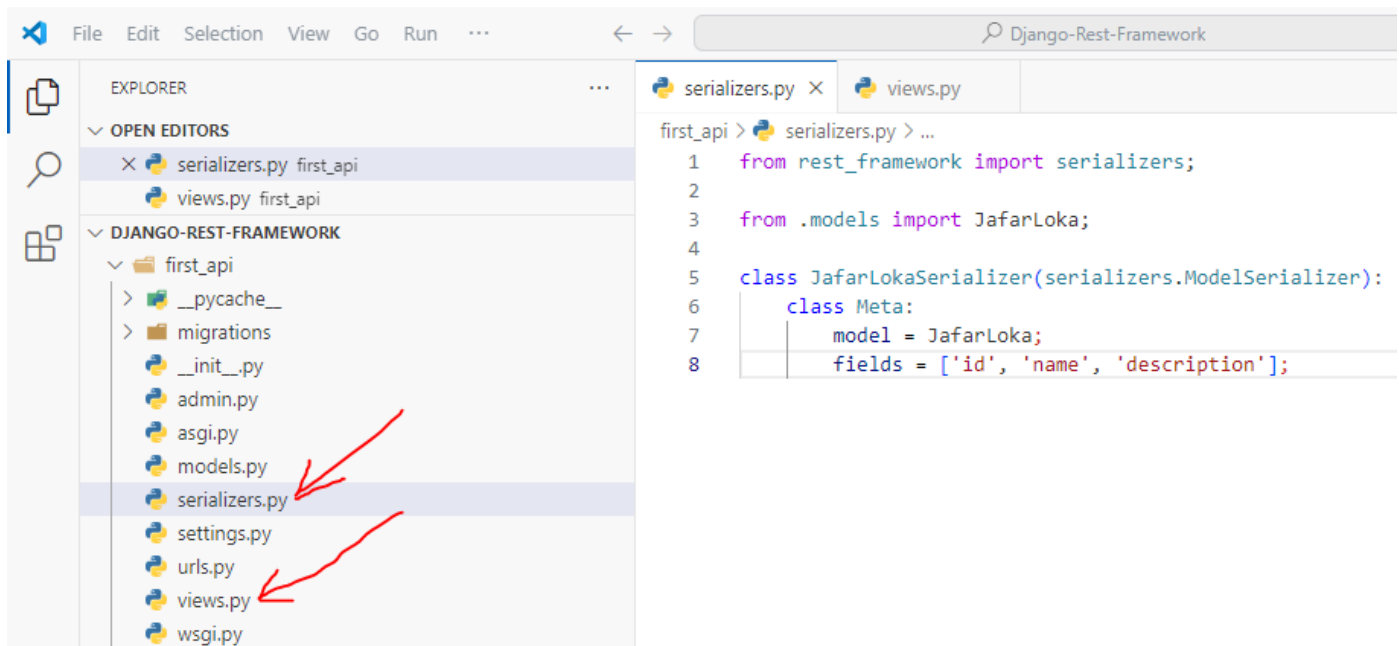 File Edit Selection View Go Run ··· ← → Django-Rest-Framework
EXPLORER ···
serializers.py × views.py
OPEN EDITORS
first_api > serializers.py > ...
× serializers.py first_api
views.py first_api
DJANGO-REST-FRAMEWORK
first_api
> __pycache__
> migrations
__init__.py
admin.py
asgi.py
models.py
serializers.py
settings.py
urls.py
views.py
wsgi.py
1 from rest_framework import serializers;
2
3 from .models import JafarLoka;
4
5 class JafarLokaSerializer(serializers.ModelSerializer):
6     class Meta:
7         model = JafarLoka;
8         fields = ['id', 'name', 'description'];